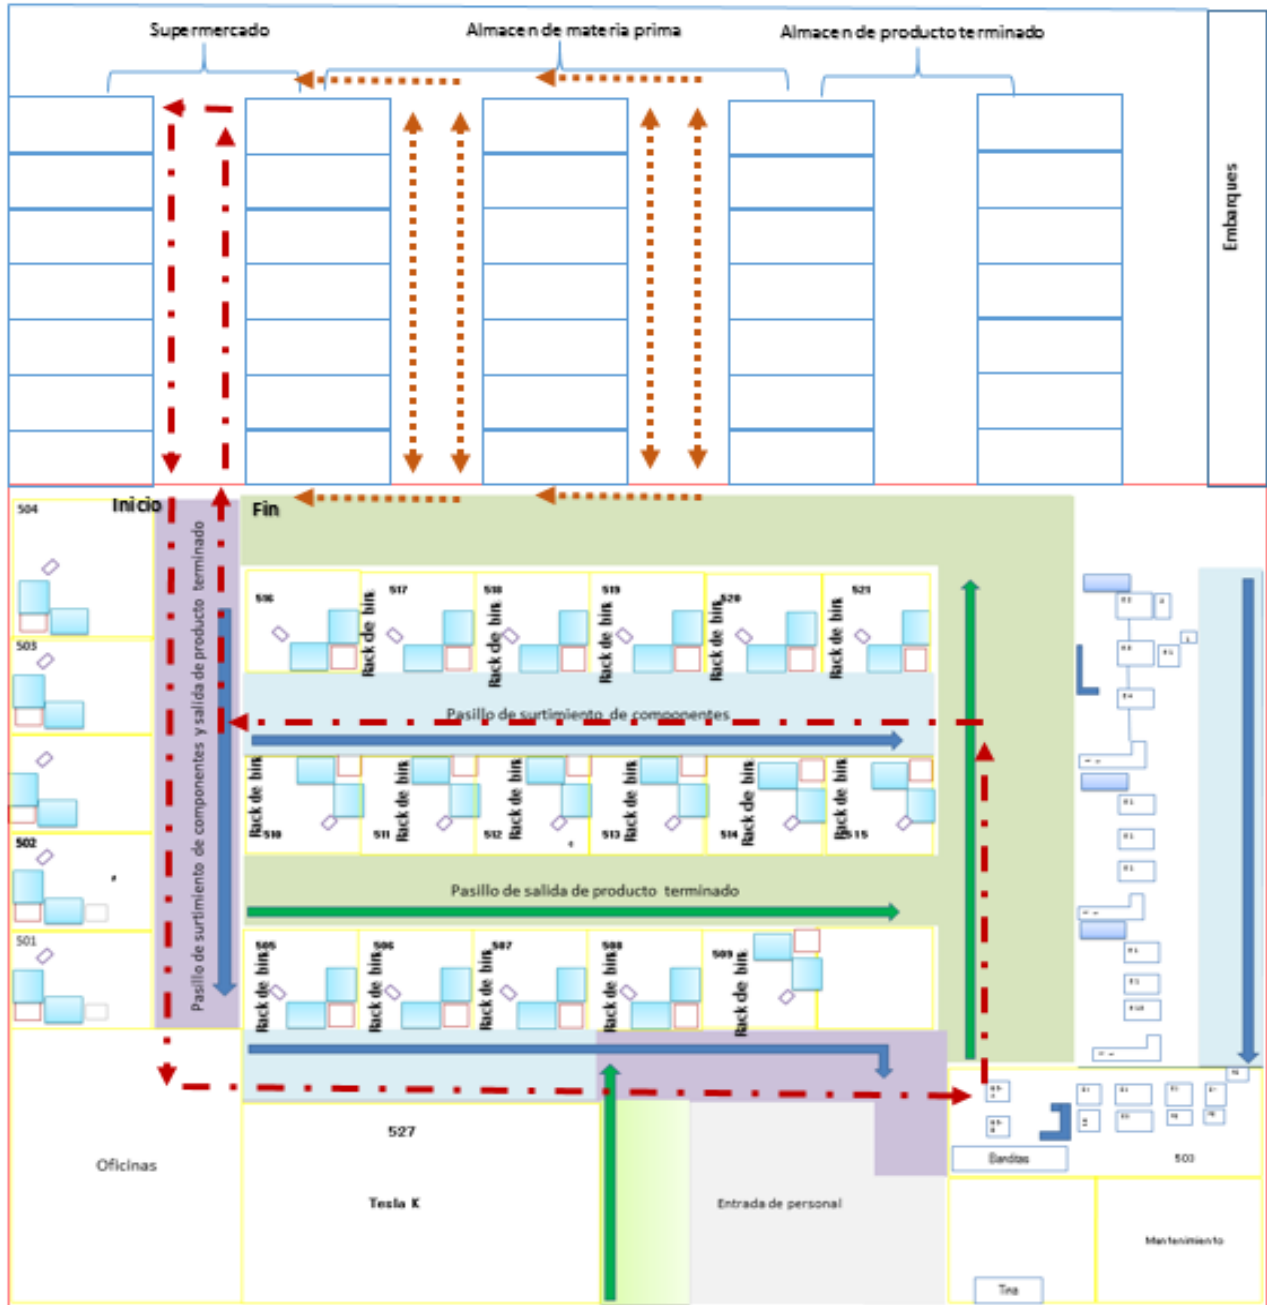 Supermercado
Almacen de materia prima
Almacen de producto terminado
Embarques
Inicio
Fin
504
503
502
501
Pasillo de surtimiento de componentes y salida de producto terminado
516
517
518
519
520
521
Rack de bin.
Rack de bin.
Rack de bin.
Rack de bin.
Rack de bin.
Pasillo de surtimiento de componentes
Rack de bin.
Rack de bin.
Rack de bin.
Rack de bin.
Rack de bin.
Rack de bin.
510
511
512
513
514
515
Pasillo de salida de producto terminado
505
506
507
508
509
Rack de bin.
Rack de bin.
Rack de bin.
Rack de bin.
Rack de bin.
Oficinas
527
Tesla K
Entrada de personal
Banditas
503
Tina
Mantenimiento